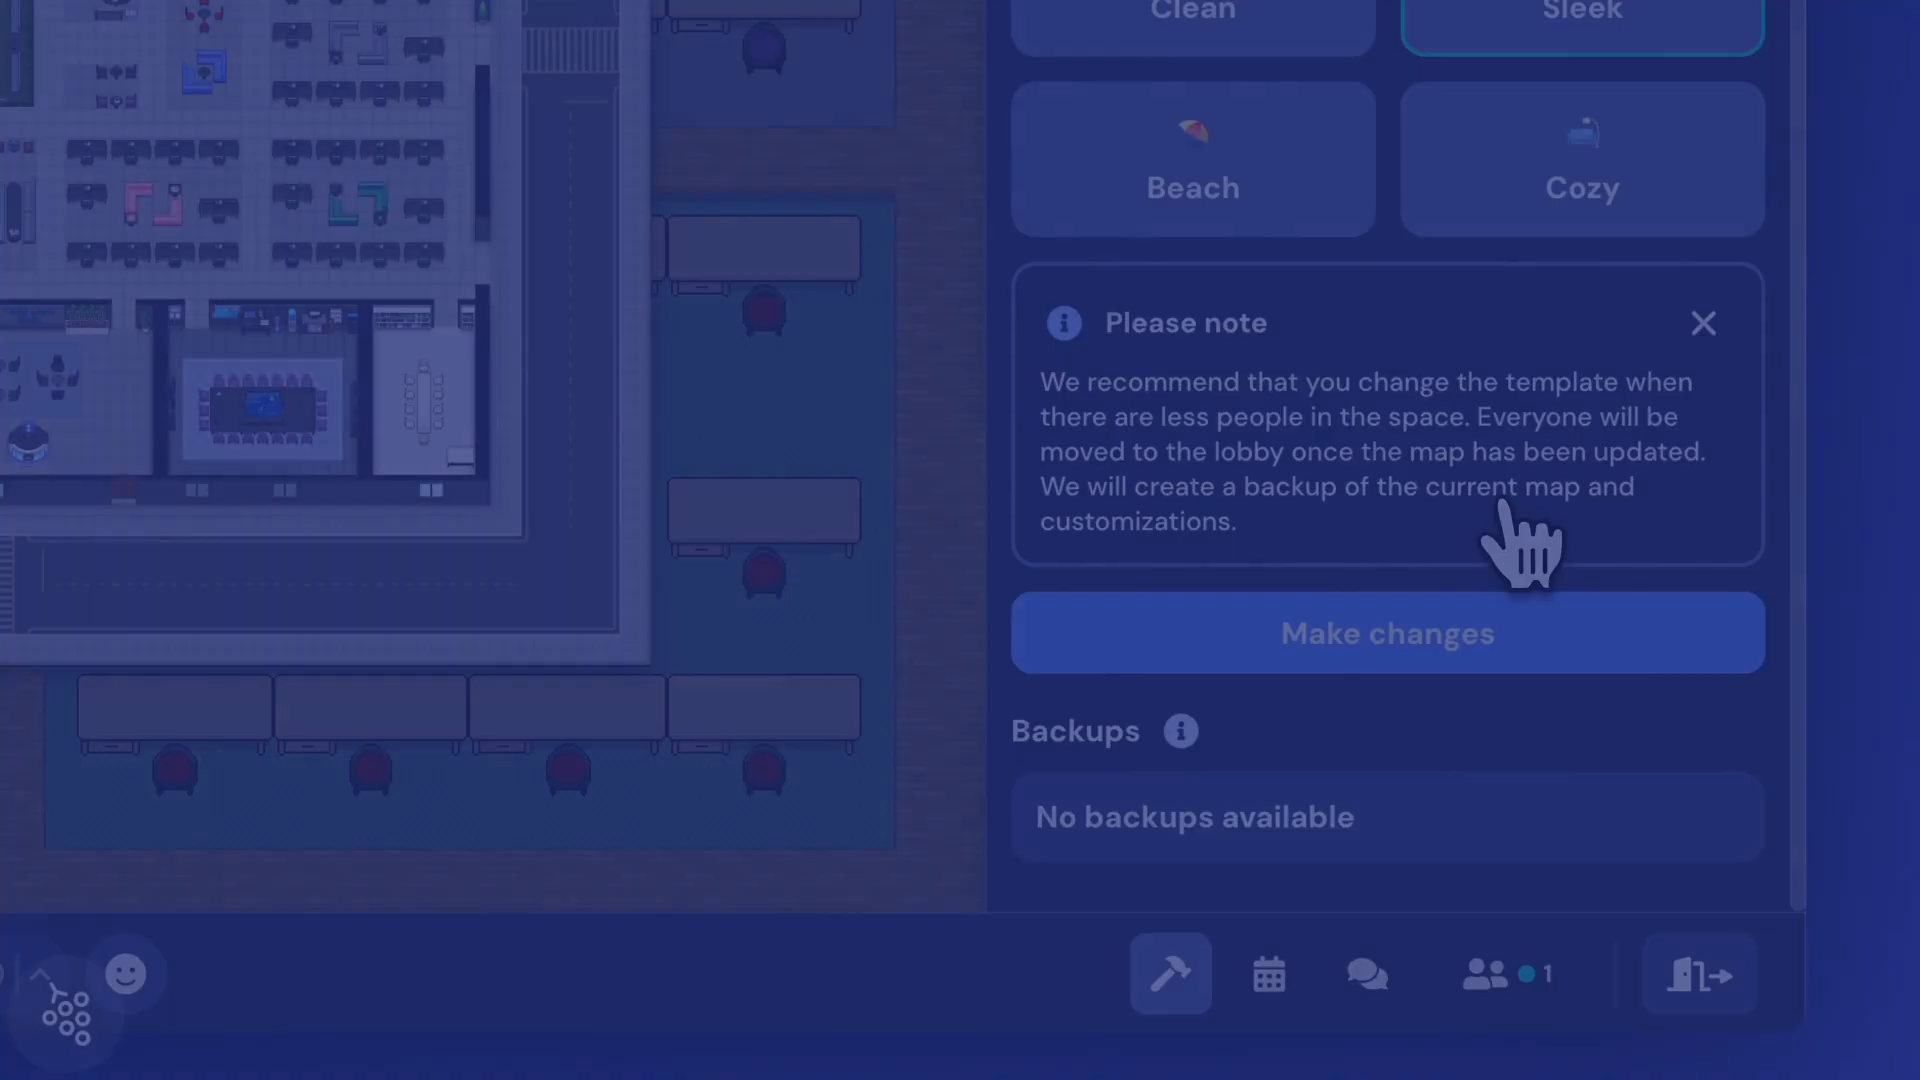 Clean
Sleek
Beach
Cozy
Please note
We recommend that you change the template when
there are less people in the space. Everyone will be
moved to the lobby once the map has been updated.
We will create a backup of the current map and
customizations.
Make changes
Backups
No backups available
1